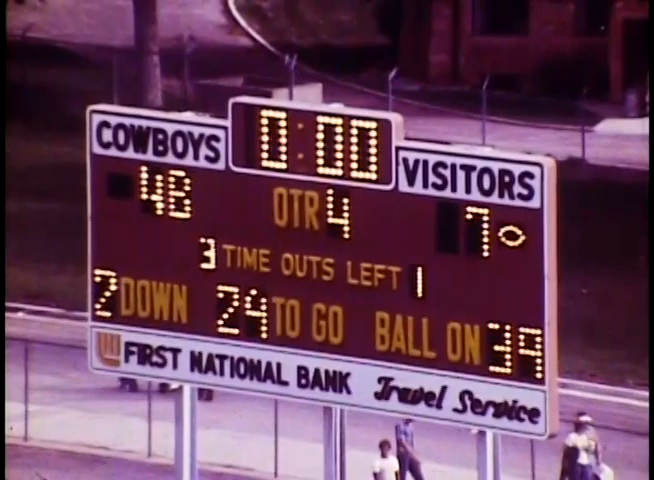 COWBOYS 0:00 VISITORS
48 QTR 4 7
3 TIME OUTS LEFT 1
2 DOWN 29 TO GO BALL ON 39
FIRST NATIONAL BANK Travel Service